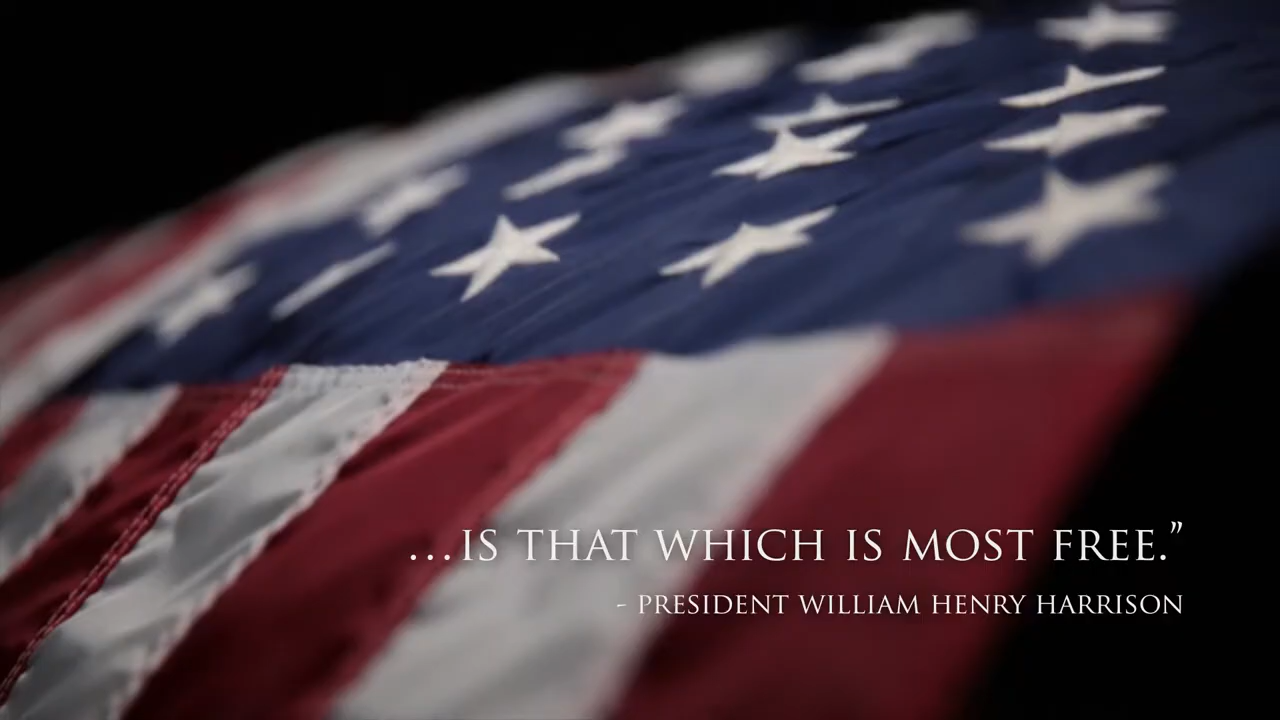 …IS THAT WHICH IS MOST FREE.”
- PRESIDENT WILLIAM HENRY HARRISON